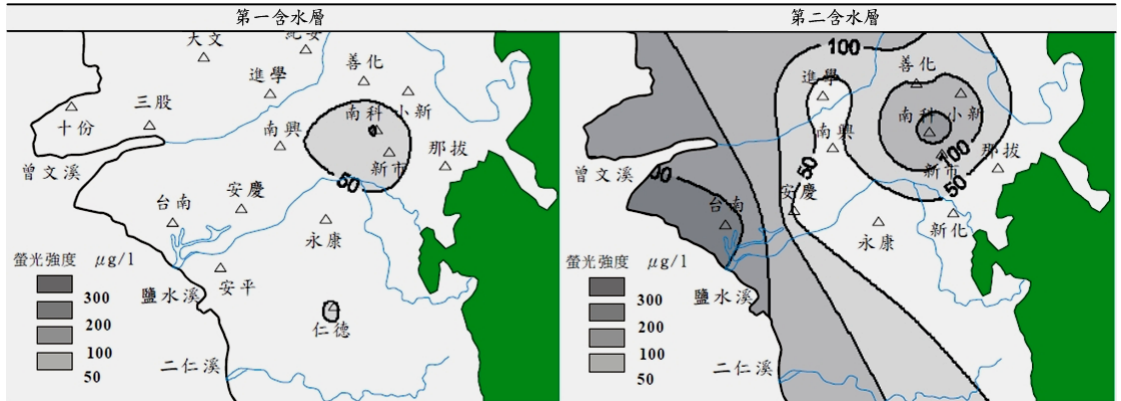 第一含水層
第二含水層
大文
善化
進學
三股
南科
小新
十份
南興
那拔
新市
曾文溪
50
安慶
台南
永康
螢光強度 μg/l
安平
鹽水溪
300
200
100
50
仁德
二仁溪
100
善化
進學
南科
小新
南興
100
那拔
新市
50
50
安慶
台南
永康
新化
螢光強度 μg/l
鹽水溪
300
200
100
50
二仁溪